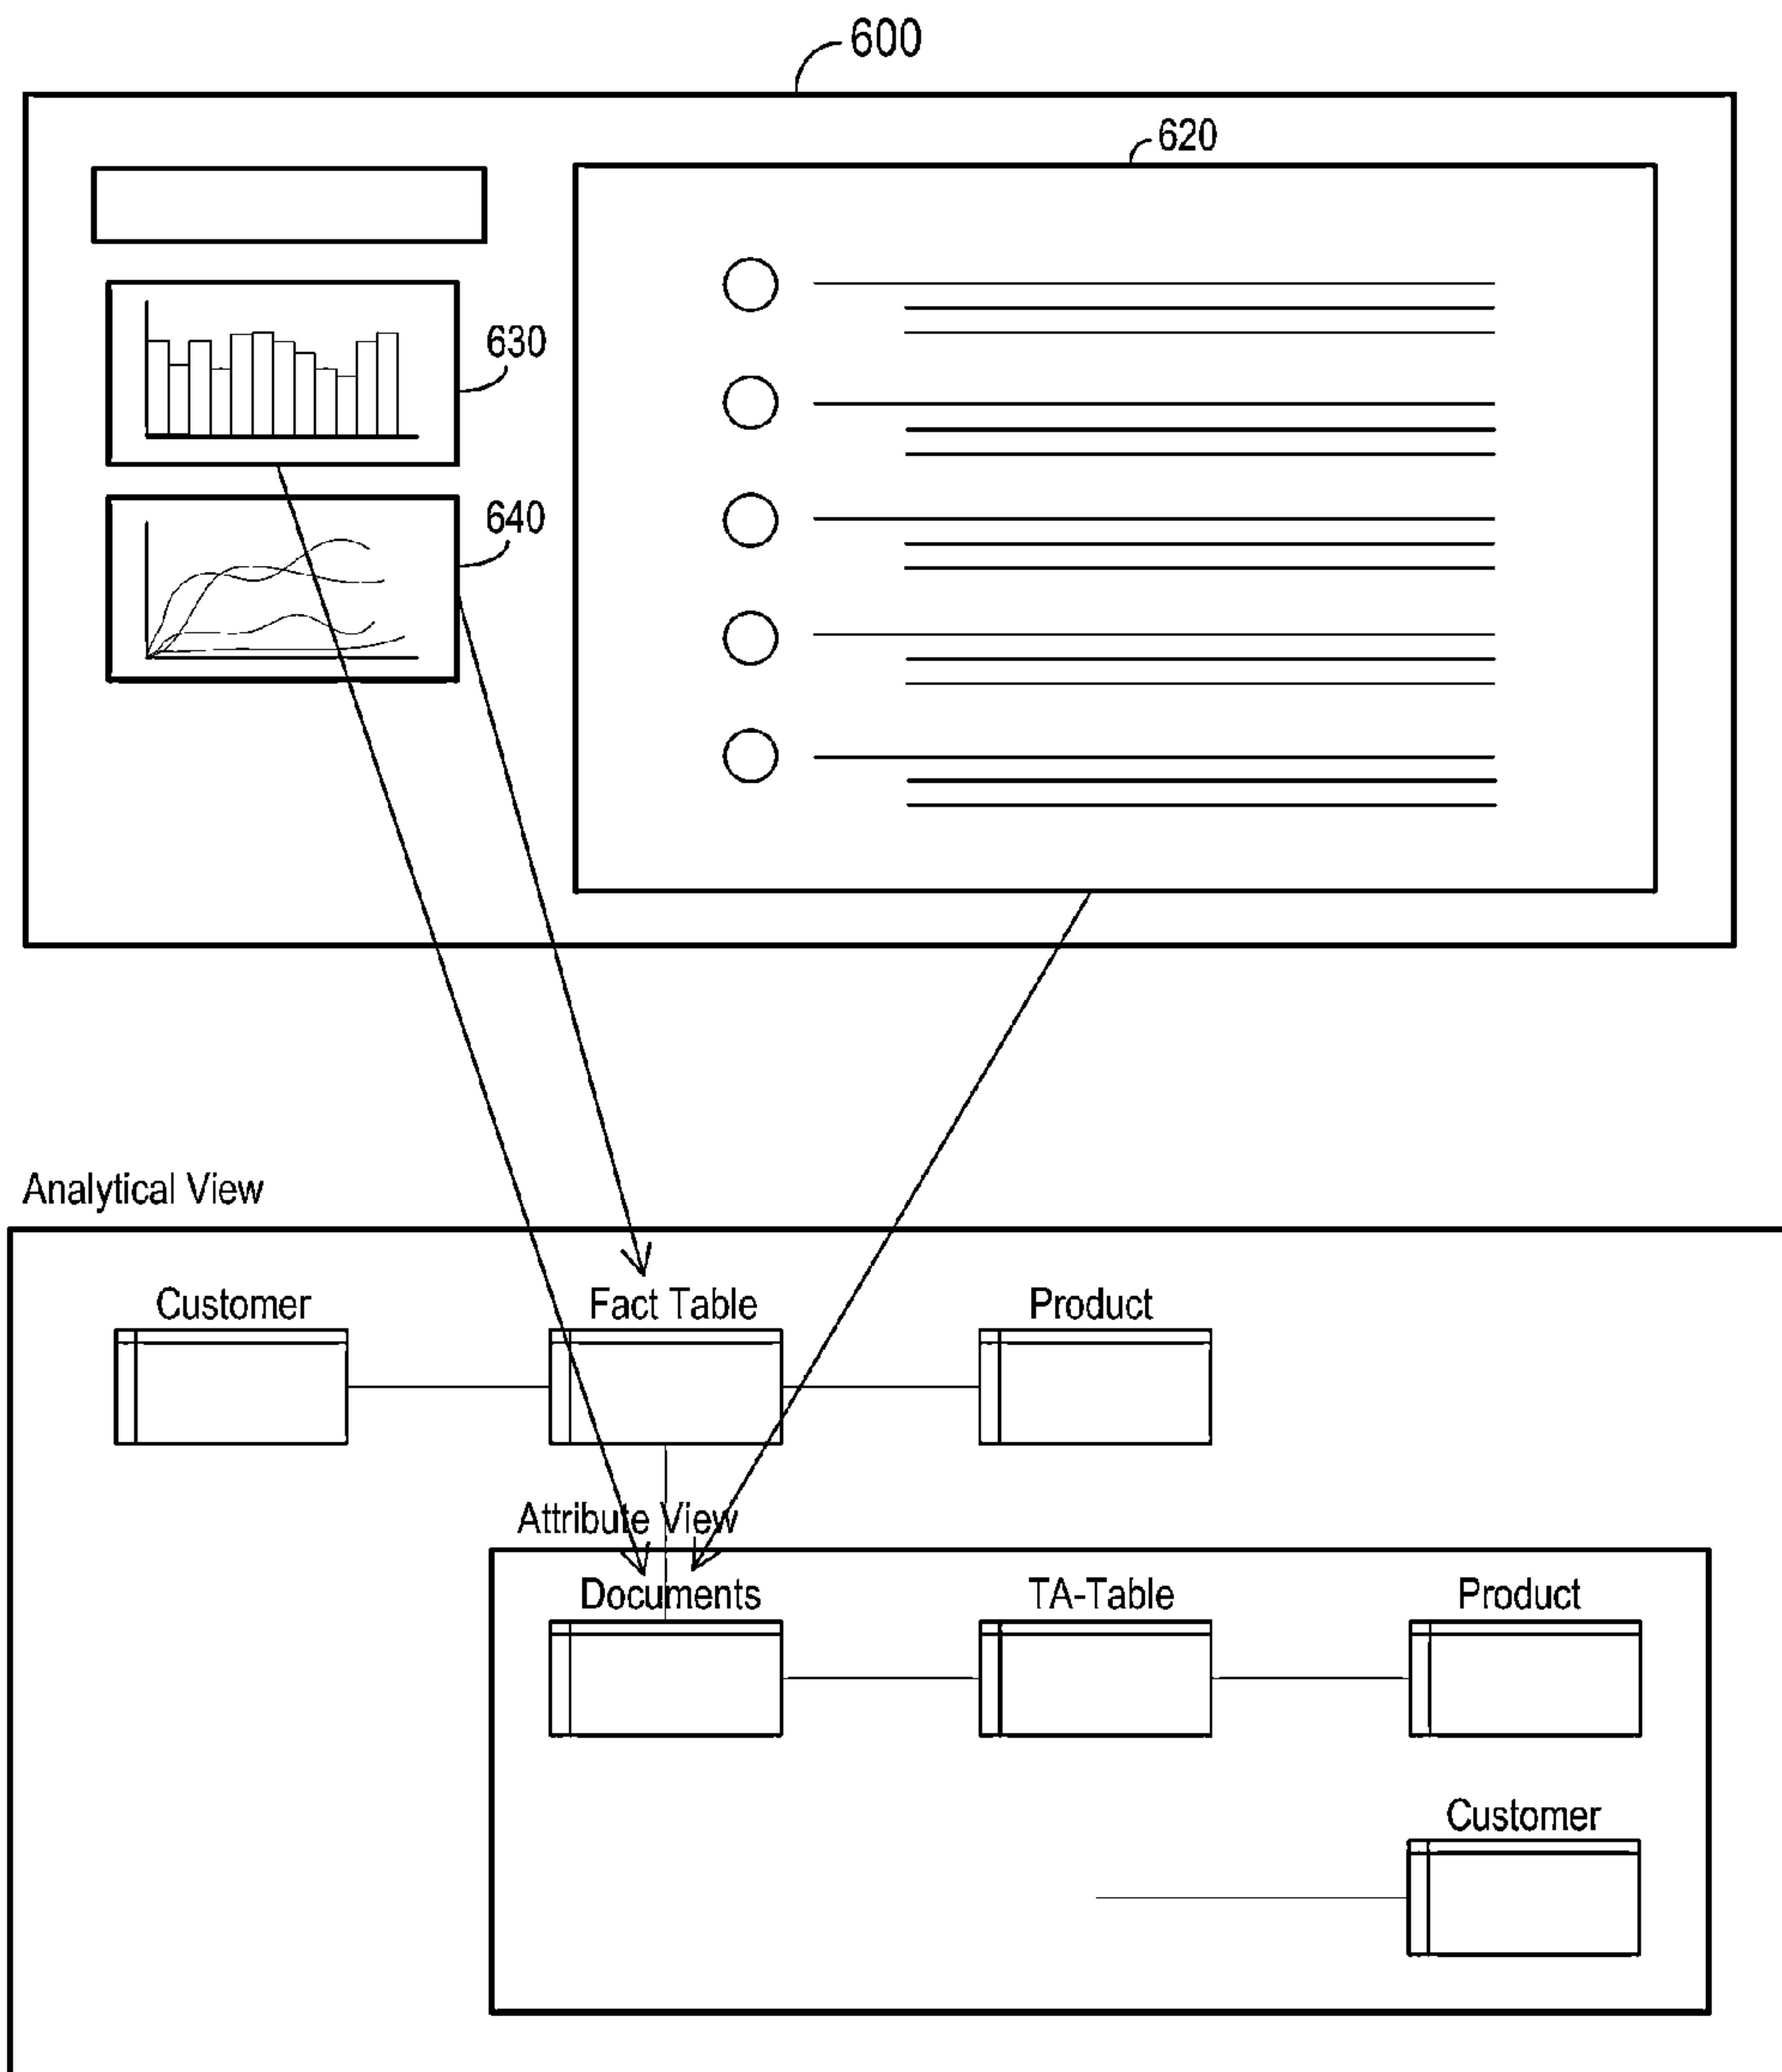 600
620
630
640
Analytical View
Customer
Fact Table
Product
Attribute View
Documents
TA-Table
Product
Customer